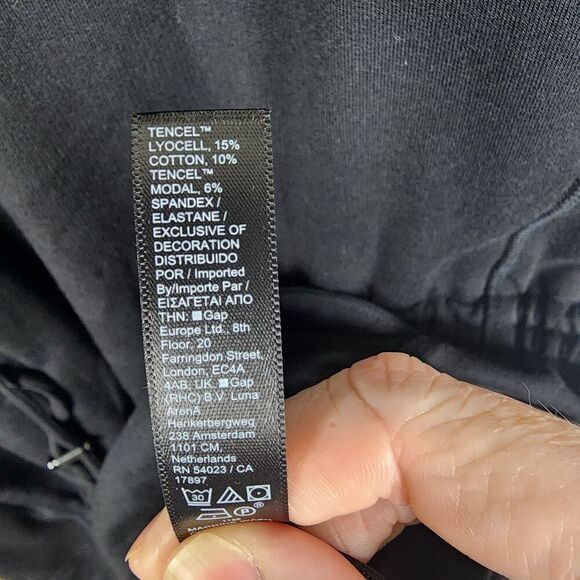 TENCEL™
LYOCELL, 15%
COTTON, 10%
TENCEL™
MODAL, 6%
SPANDEX /
ELASTANE /
EXCLUSIVE OF
DECORATION
DISTRIBUIDO
POR / Imported
By/Importe Par /
ΕΙΣΑΓΕΤΑΙ ΑΠΟ
ΤΗΝ: ■Gap
Europe Ltd. 8th
Floor, 20
Farringdon Street,
London, EC4A
4AB. UK. ■Gap
(RHC) B.V. Luna
ArenA
Herikerbergweg
238 Amsterdam
1101 CM,
Netherlands
RN 54023 / CA
17897
30
P